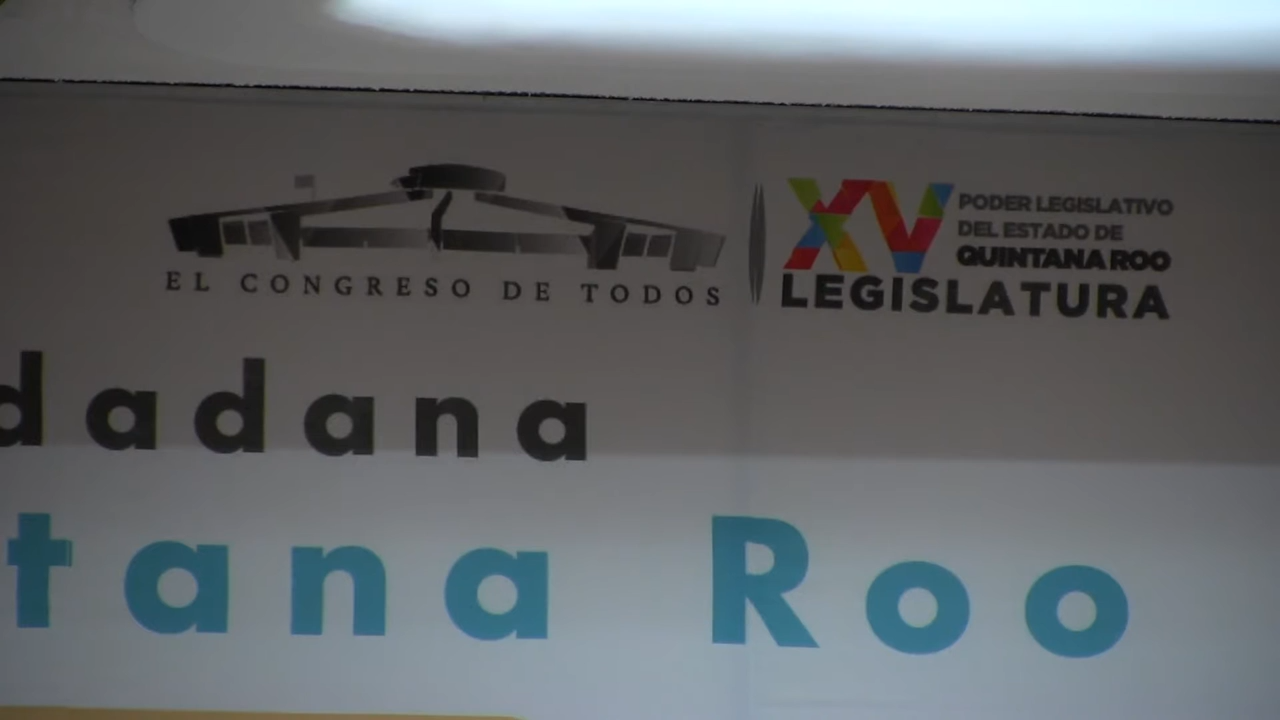 EL CONGRESO DE TODOS
XV
PODER LEGISLATIVO
DEL ESTADO DE
QUINTANA ROO
LEGISLATURA
dadana
tana Roo